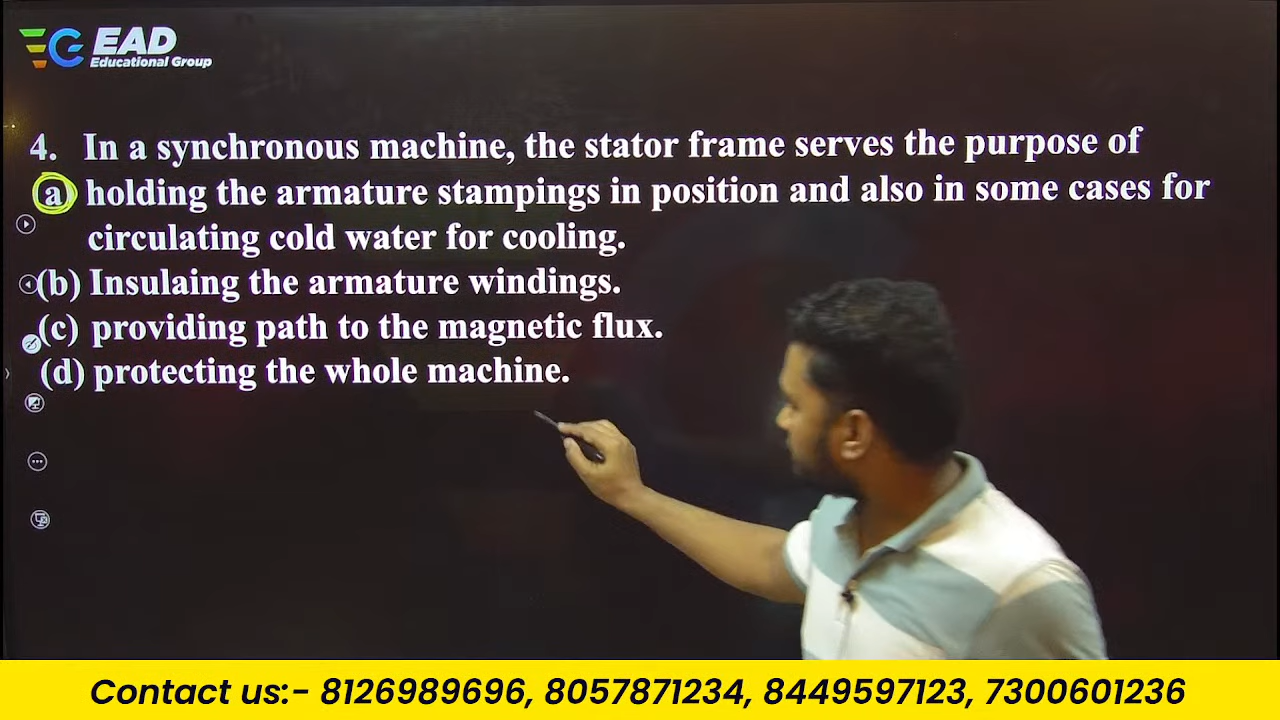 EAD
Educational Group
4. In a synchronous machine, the stator frame serves the purpose of
(a) holding the armature stampings in position and also in some cases for
circulating cold water for cooling.
(b) Insulaing the armature windings.
(c) providing path to the magnetic flux.
(d) protecting the whole machine.
Contact us:- 8126989696, 8057871234, 8449597123, 7300601236